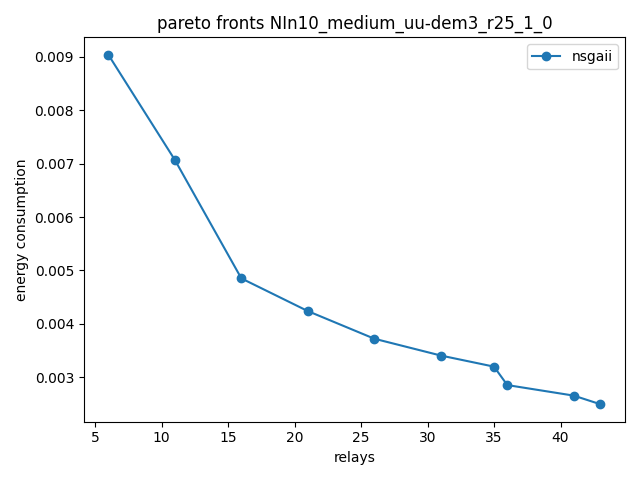 pareto fronts NIn10_medium_uu-dem3_r25_1_0
nsgaii
energy consumption
0.009
0.008
0.007
0.006
0.005
0.004
0.003
5 10 15 20 25 30 35 40
relays